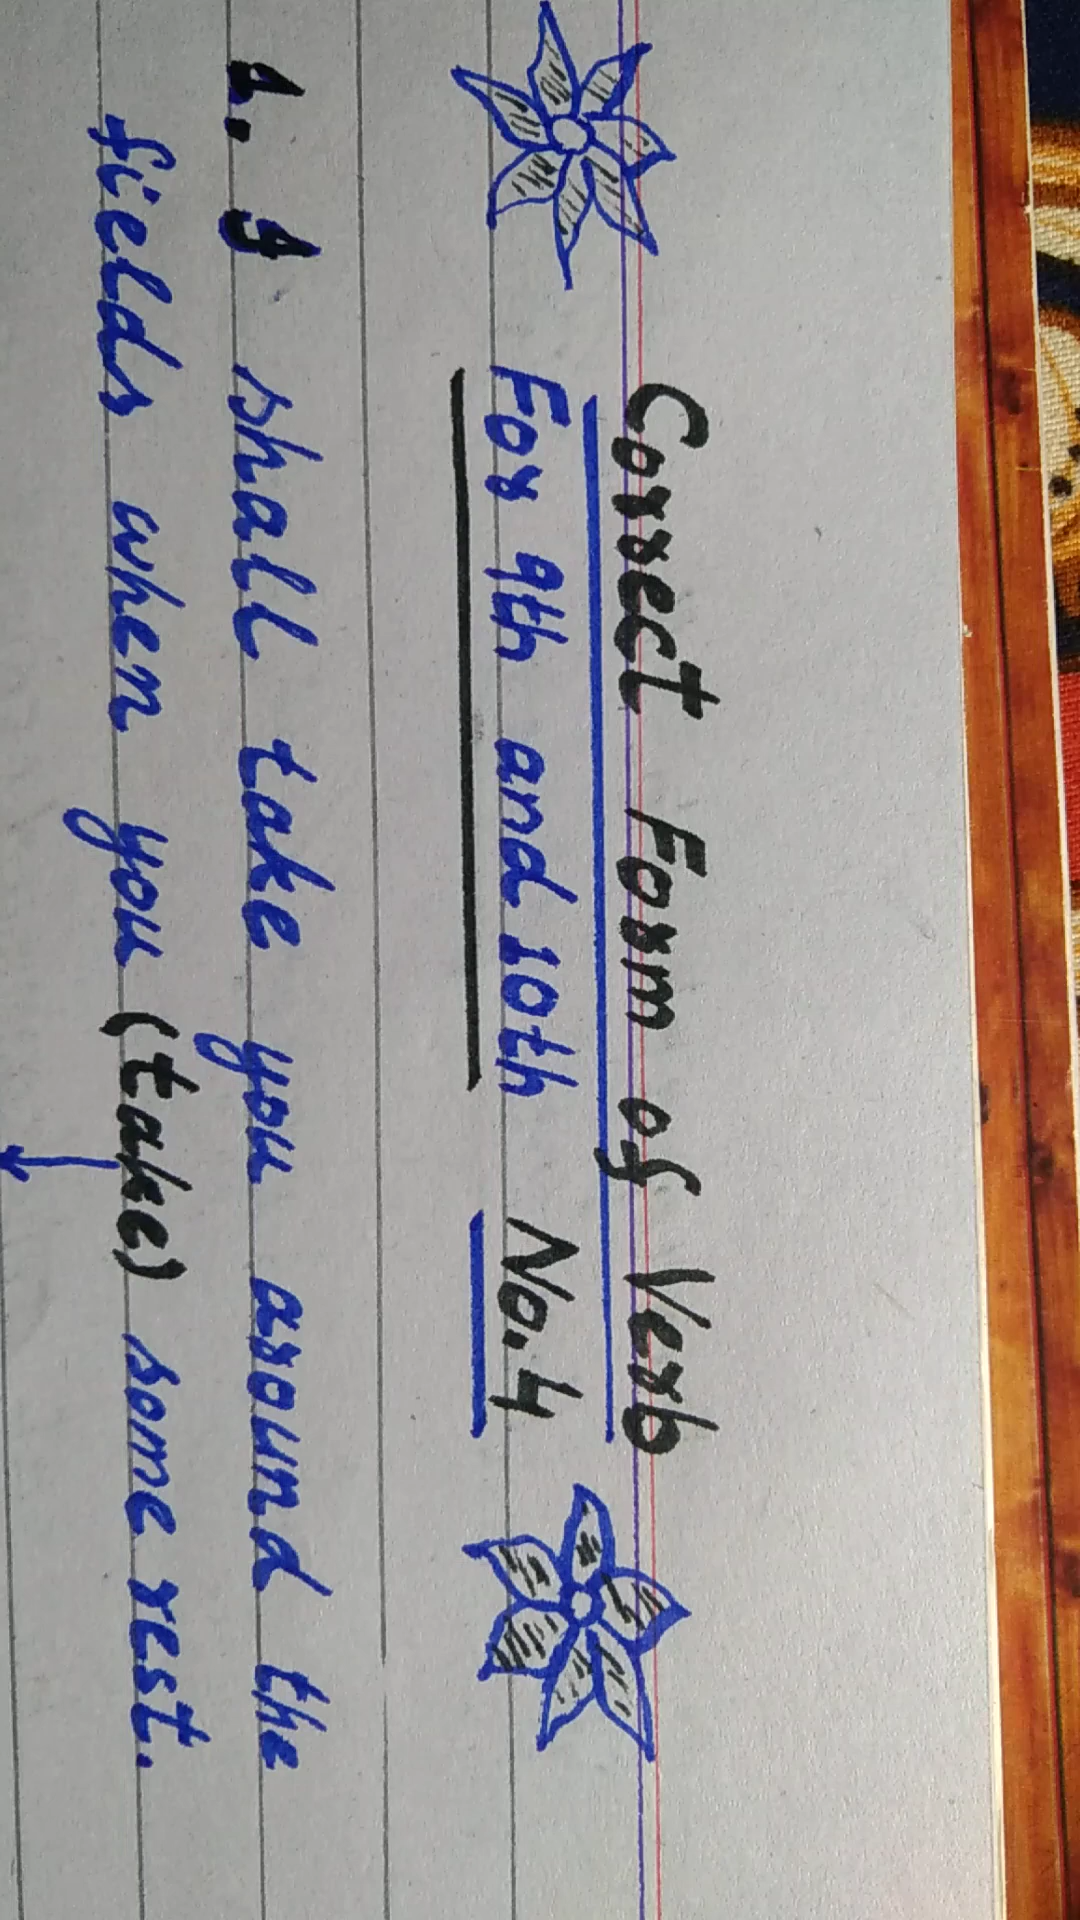 Correct Form of Verb
For 9th and 10th No.4
1. I shall take you around the
fields when you (take) some rest.